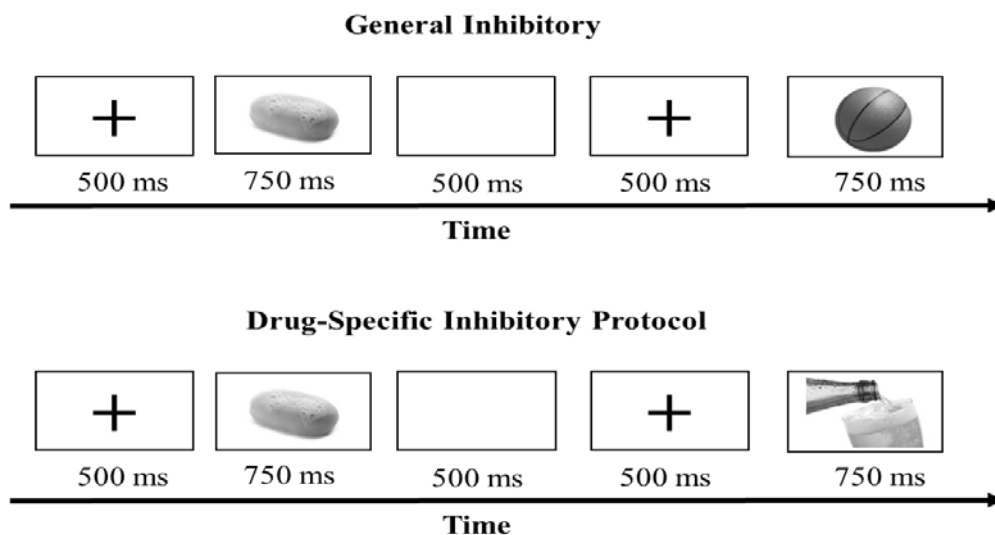 General Inhibitory
500 ms 750 ms 500 ms 500 ms 750 ms
Time
Drug-Specific Inhibitory Protocol
500 ms 750 ms 500 ms 500 ms 750 ms
Time